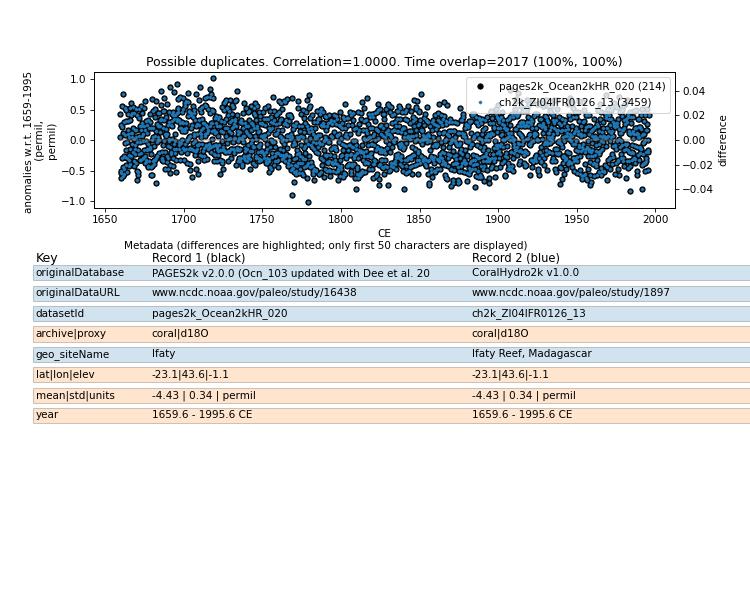 Possible duplicates. Correlation=1.0000. Time overlap=2017 (100%, 100%)
anomalies w.r.t. 1659-1995
(permil,
permil)
1.0
0.5
0.0
−0.5
−1.0
pages2k_Ocean2kHR_020 (214)
ch2k_ZI04IFR0126_13 (3459)
0.04
0.02
0.00
−0.02
−0.04
difference
1650 1700 1750 1800 1850 1900 1950 2000
CE
Metadata (differences are highlighted; only first 50 characters are displayed)
Key Record 1 (black) Record 2 (blue)
originalDatabase PAGES2k v2.0.0 (Ocn_103 updated with Dee et al. 20 CoralHydro2k v1.0.0
originalDataURL www.ncdc.noaa.gov/paleo/study/16438 www.ncdc.noaa.gov/paleo/study/1897
datasetId pages2k_Ocean2kHR_020 ch2k_ZI04IFR0126_13
archive|proxy coral|d18O coral|d18O
geo_siteName Ifaty Ifaty Reef, Madagascar
lat|lon|elev -23.1|43.6|-1.1 -23.1|43.6|-1.1
mean|std|units -4.43 | 0.34 | permil -4.43 | 0.34 | permil
year 1659.6 - 1995.6 CE 1659.6 - 1995.6 CE